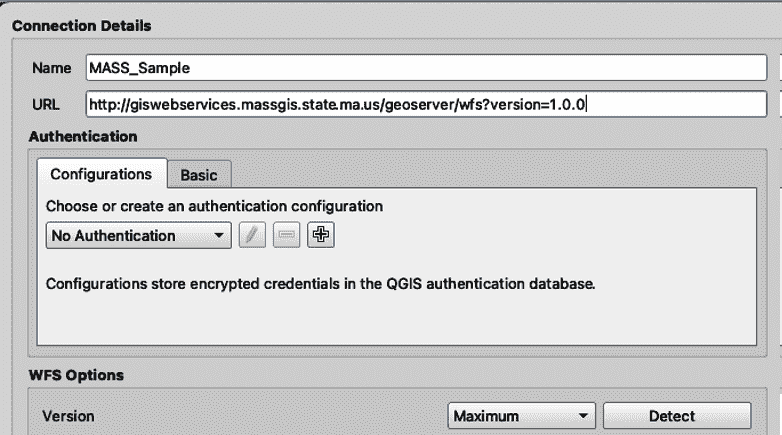 Connection Details
Name MASS_Sample
URL http://giswebservices.massgis.state.ma.us/geoserver/wfs?version=1.0.0
Authentication
Configurations Basic
Choose or create an authentication configuration
No Authentication
Configurations store encrypted credentials in the QGIS authentication database.
WFS Options
Version Maximum Detect